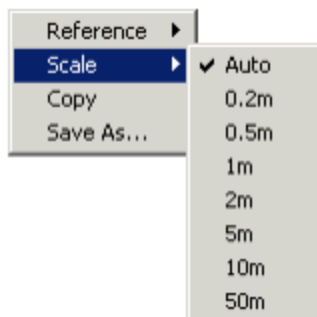 Reference
Scale
Copy
Save As...
Auto
0.2m
0.5m
1m
2m
5m
10m
50m